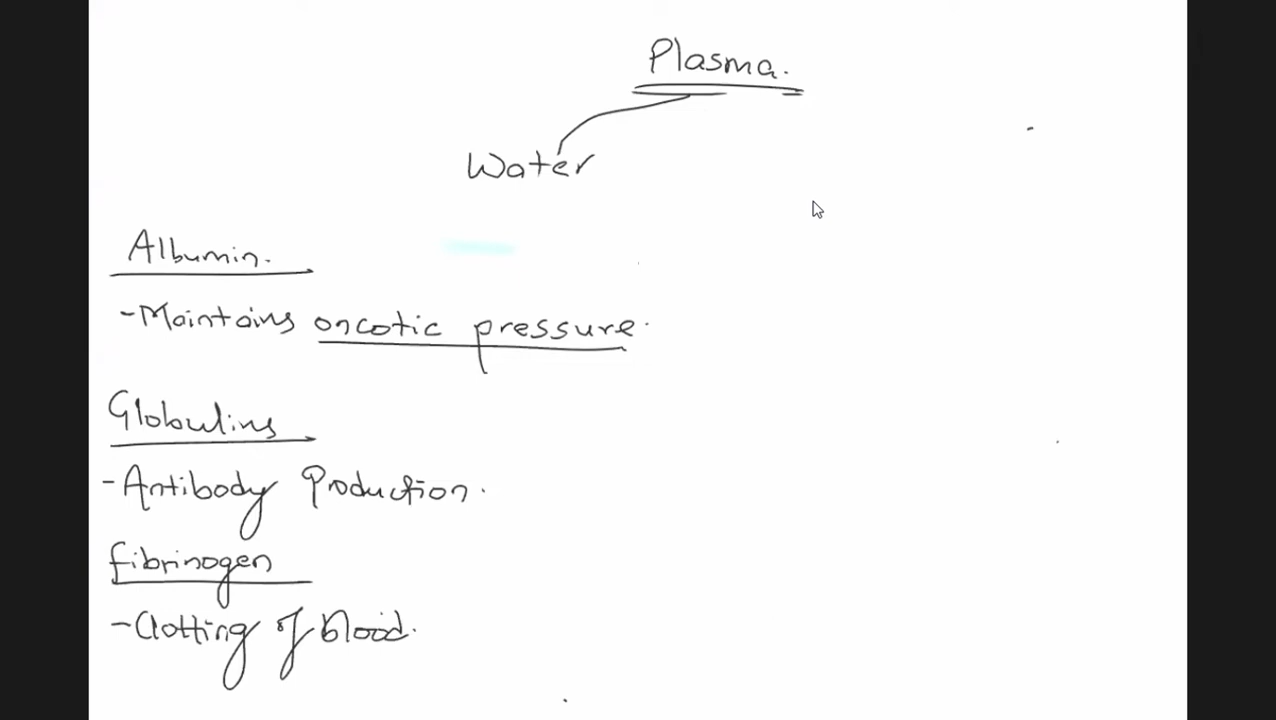 Plasma.
Water
Albumin.
-Maintains oncotic pressure.
Globulins
-Antibody Production.
fibrinogen
-Clotting of blood.